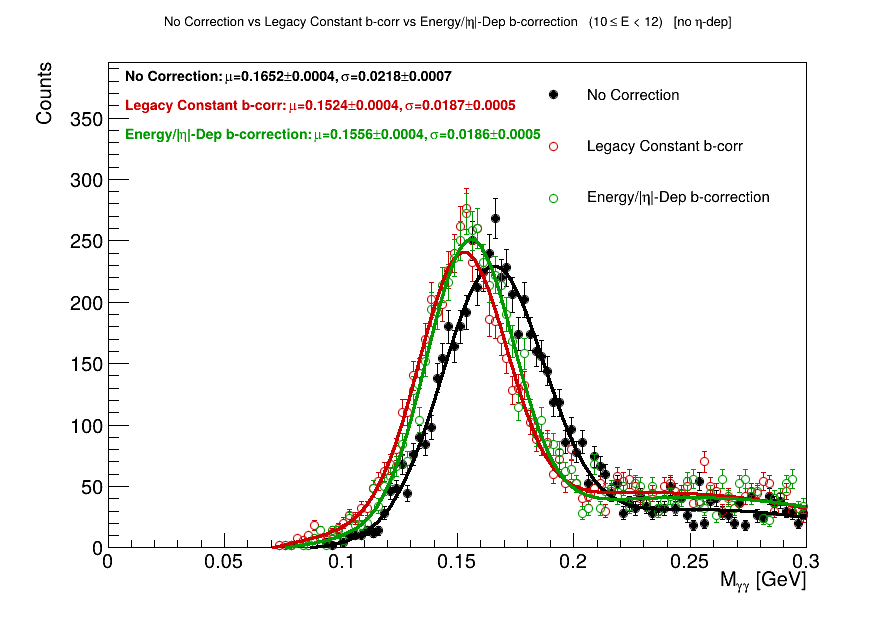 No Correction vs Legacy Constant b-corr vs Energy/|η|-Dep b-correction (10 ≤ E < 12) [no η-dep]
Counts
No Correction: μ=0.1652±0.0004, σ=0.0218±0.0007
Legacy Constant b-corr: μ=0.1524±0.0004, σ=0.0187±0.0005
Energy/|η|-Dep b-correction: μ=0.1556±0.0004, σ=0.0186±0.0005
No Correction
Legacy Constant b-corr
Energy/|η|-Dep b-correction
350
300
250
200
150
100
50
0
0 0.05 0.1 0.15 0.2 0.25 0.3
Mγγ [GeV]